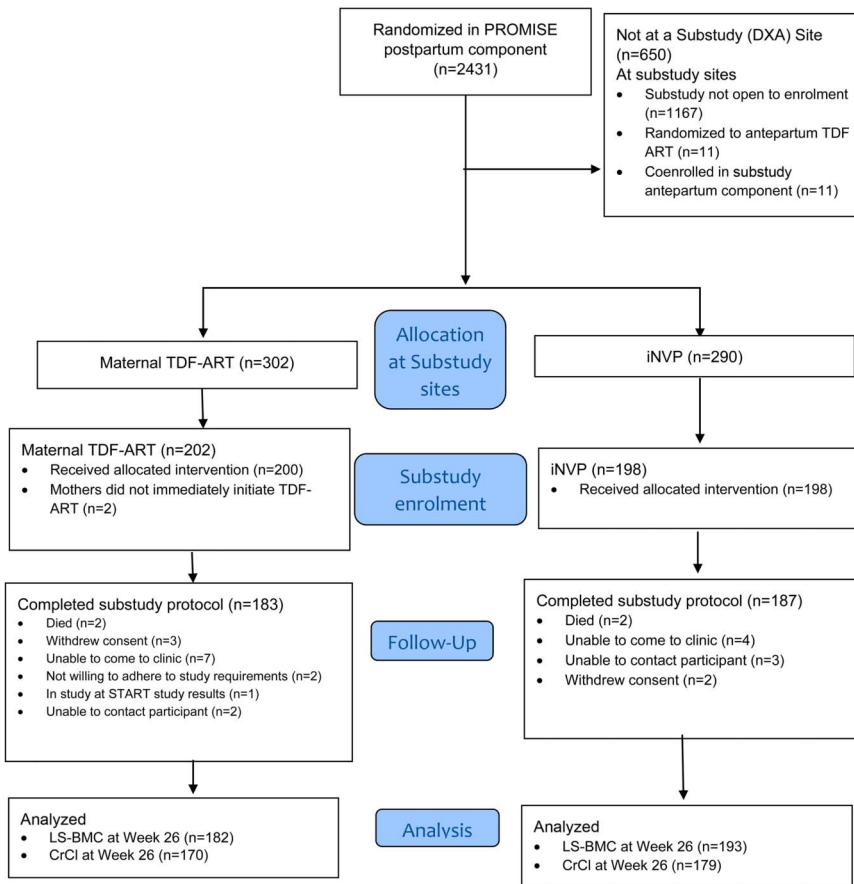 Randomized in PROMISE
postpartum component
(n=2431)
Not at a Substudy (DXA) Site
(n=650)
At substudy sites
• Substudy not open to enrolment
(n=1167)
• Randomized to antepartum TDF
ART (n=11)
• Coenrolled in substudy
antepartum component (n=11)
Allocation
at Substudy
sites
Maternal TDF-ART (n=302)
iNVP (n=290)
Maternal TDF-ART (n=202)
• Received allocated intervention (n=200)
• Mothers did not immediately initiate TDF-
ART (n=2)
Substudy
enrolment
iNVP (n=198)
• Received allocated intervention (n=198)
Completed substudy protocol (n=183)
• Died (n=2)
• Withdrew consent (n=3)
• Unable to come to clinic (n=7)
• Not willing to adhere to study requirements (n=2)
• In study at START study results (n=1)
• Unable to contact participant (n=2)
Follow-Up
Completed substudy protocol (n=187)
• Died (n=2)
• Unable to come to clinic (n=4)
• Unable to contact participant (n=3)
• Withdrew consent (n=2)
Analyzed
• LS-BMC at Week 26 (n=182)
• CrCl at Week 26 (n=170)
Analysis
Analyzed
• LS-BMC at Week 26 (n=193)
• CrCl at Week 26 (n=179)